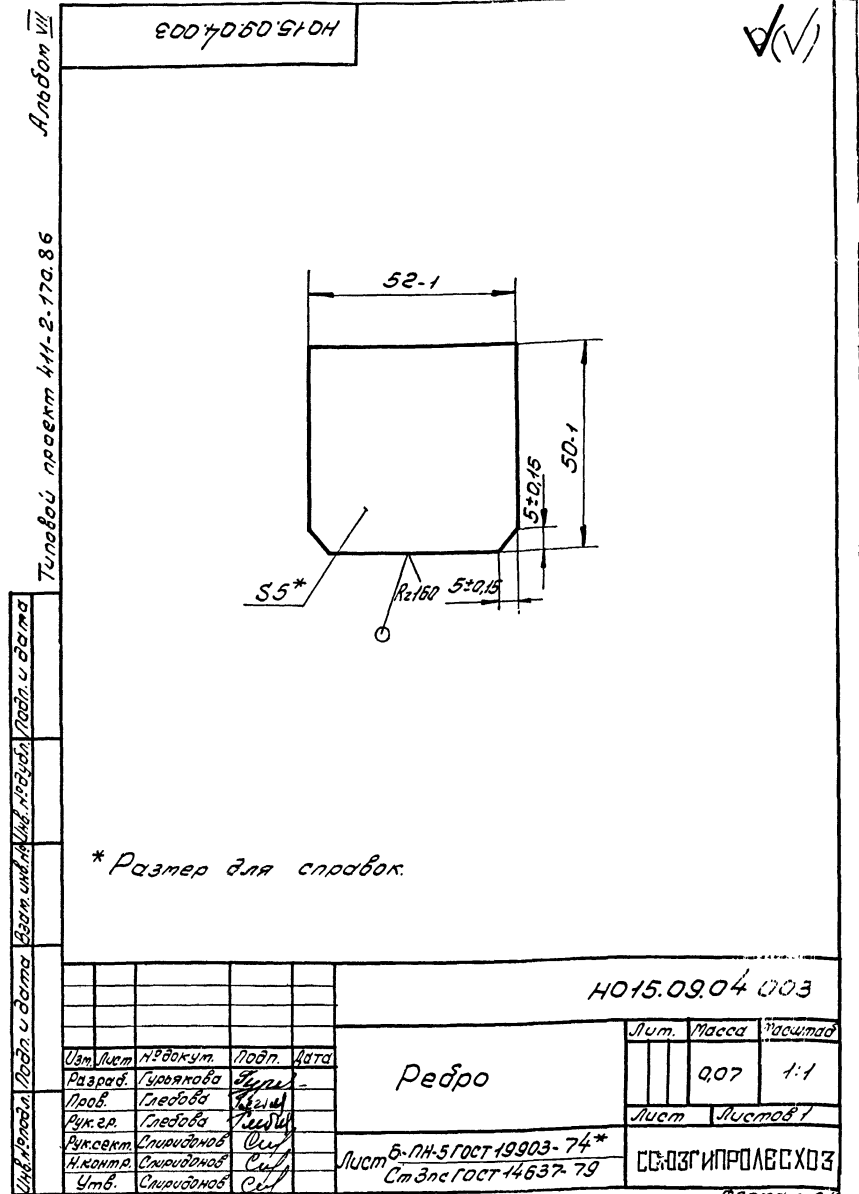 НО15.09.04.003
Альбом VII
Типовой проект 411-2-170.86
52-1
50-1
5±0,15
S5*
Rz160
5±0,15
* Размер для справок.
Инв.№подл.
Подп. и дата
Взам.инв.№
Инв.№дубл.
Подп. и дата
НО15.09.04 003
Изм. Лист №докум. Подп. Дата
Разраб. Гурьянова
Пров. Глебова
Рук.гр. Глебова
Рук.сект. Спиридонов
Н.контр. Спиридонов
Утв. Спиридонов
Ребро
Лит. Масса Масштаб
0,07 1:1
Лист Листов 1
Лист Б-ПН-5 ГОСТ 19903-74*
Ст3пс ГОСТ 14637-79
СОЮЗГИПРОЛЕСХОЗ